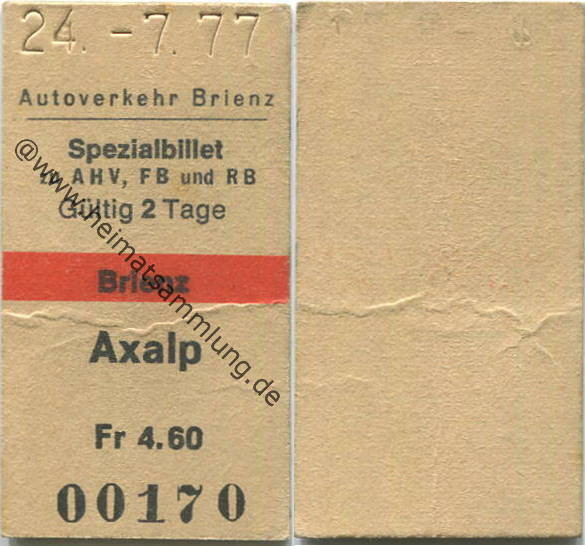 24. -7. 77
Autoverkehr Brienz
Spezialbillet
zu AHV, FB und RB
Gültig 2 Tage
Brienz
Axalp
Fr 4.60
00170
@www.heimatsammlung.de